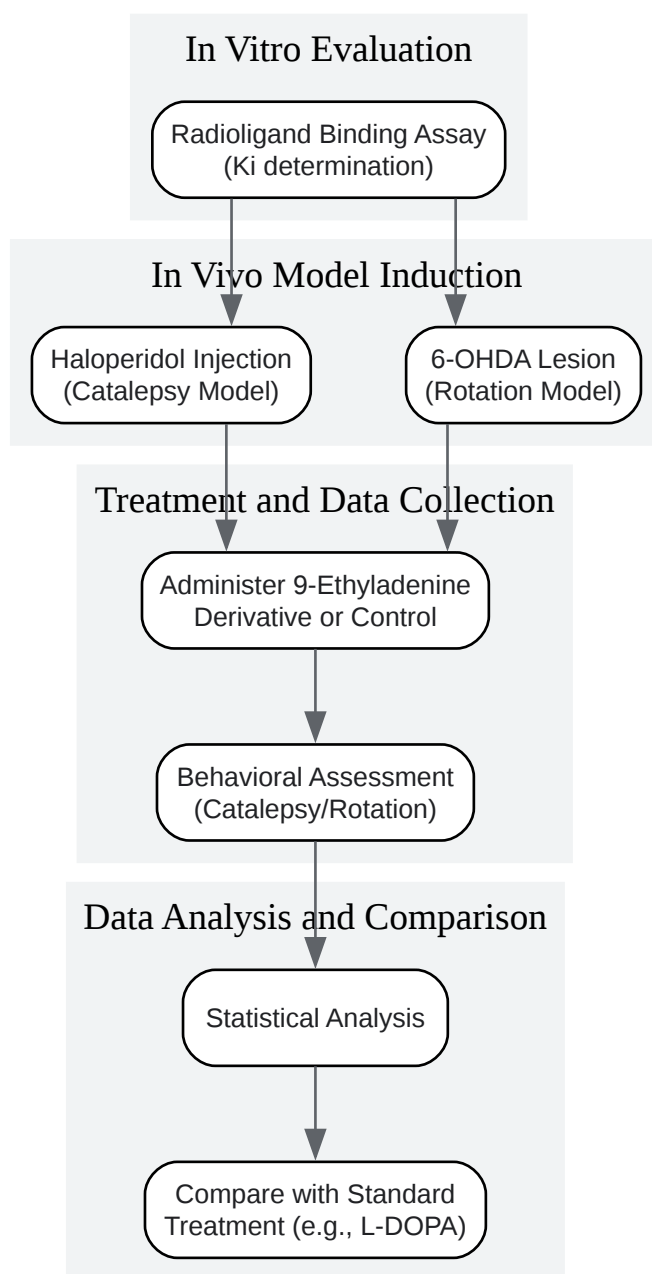 In Vitro Evaluation
Radioligand Binding Assay
(Ki determination)
In Vivo Model Induction
Haloperidol Injection
(Catalepsy Model)
6-OHDA Lesion
(Rotation Model)
Treatment and Data Collection
Administer 9-Ethyladenine
Derivative or Control
Behavioral Assessment
(Catalepsy/Rotation)
Data Analysis and Comparison
Statistical Analysis
Compare with Standard
Treatment (e.g., L-DOPA)